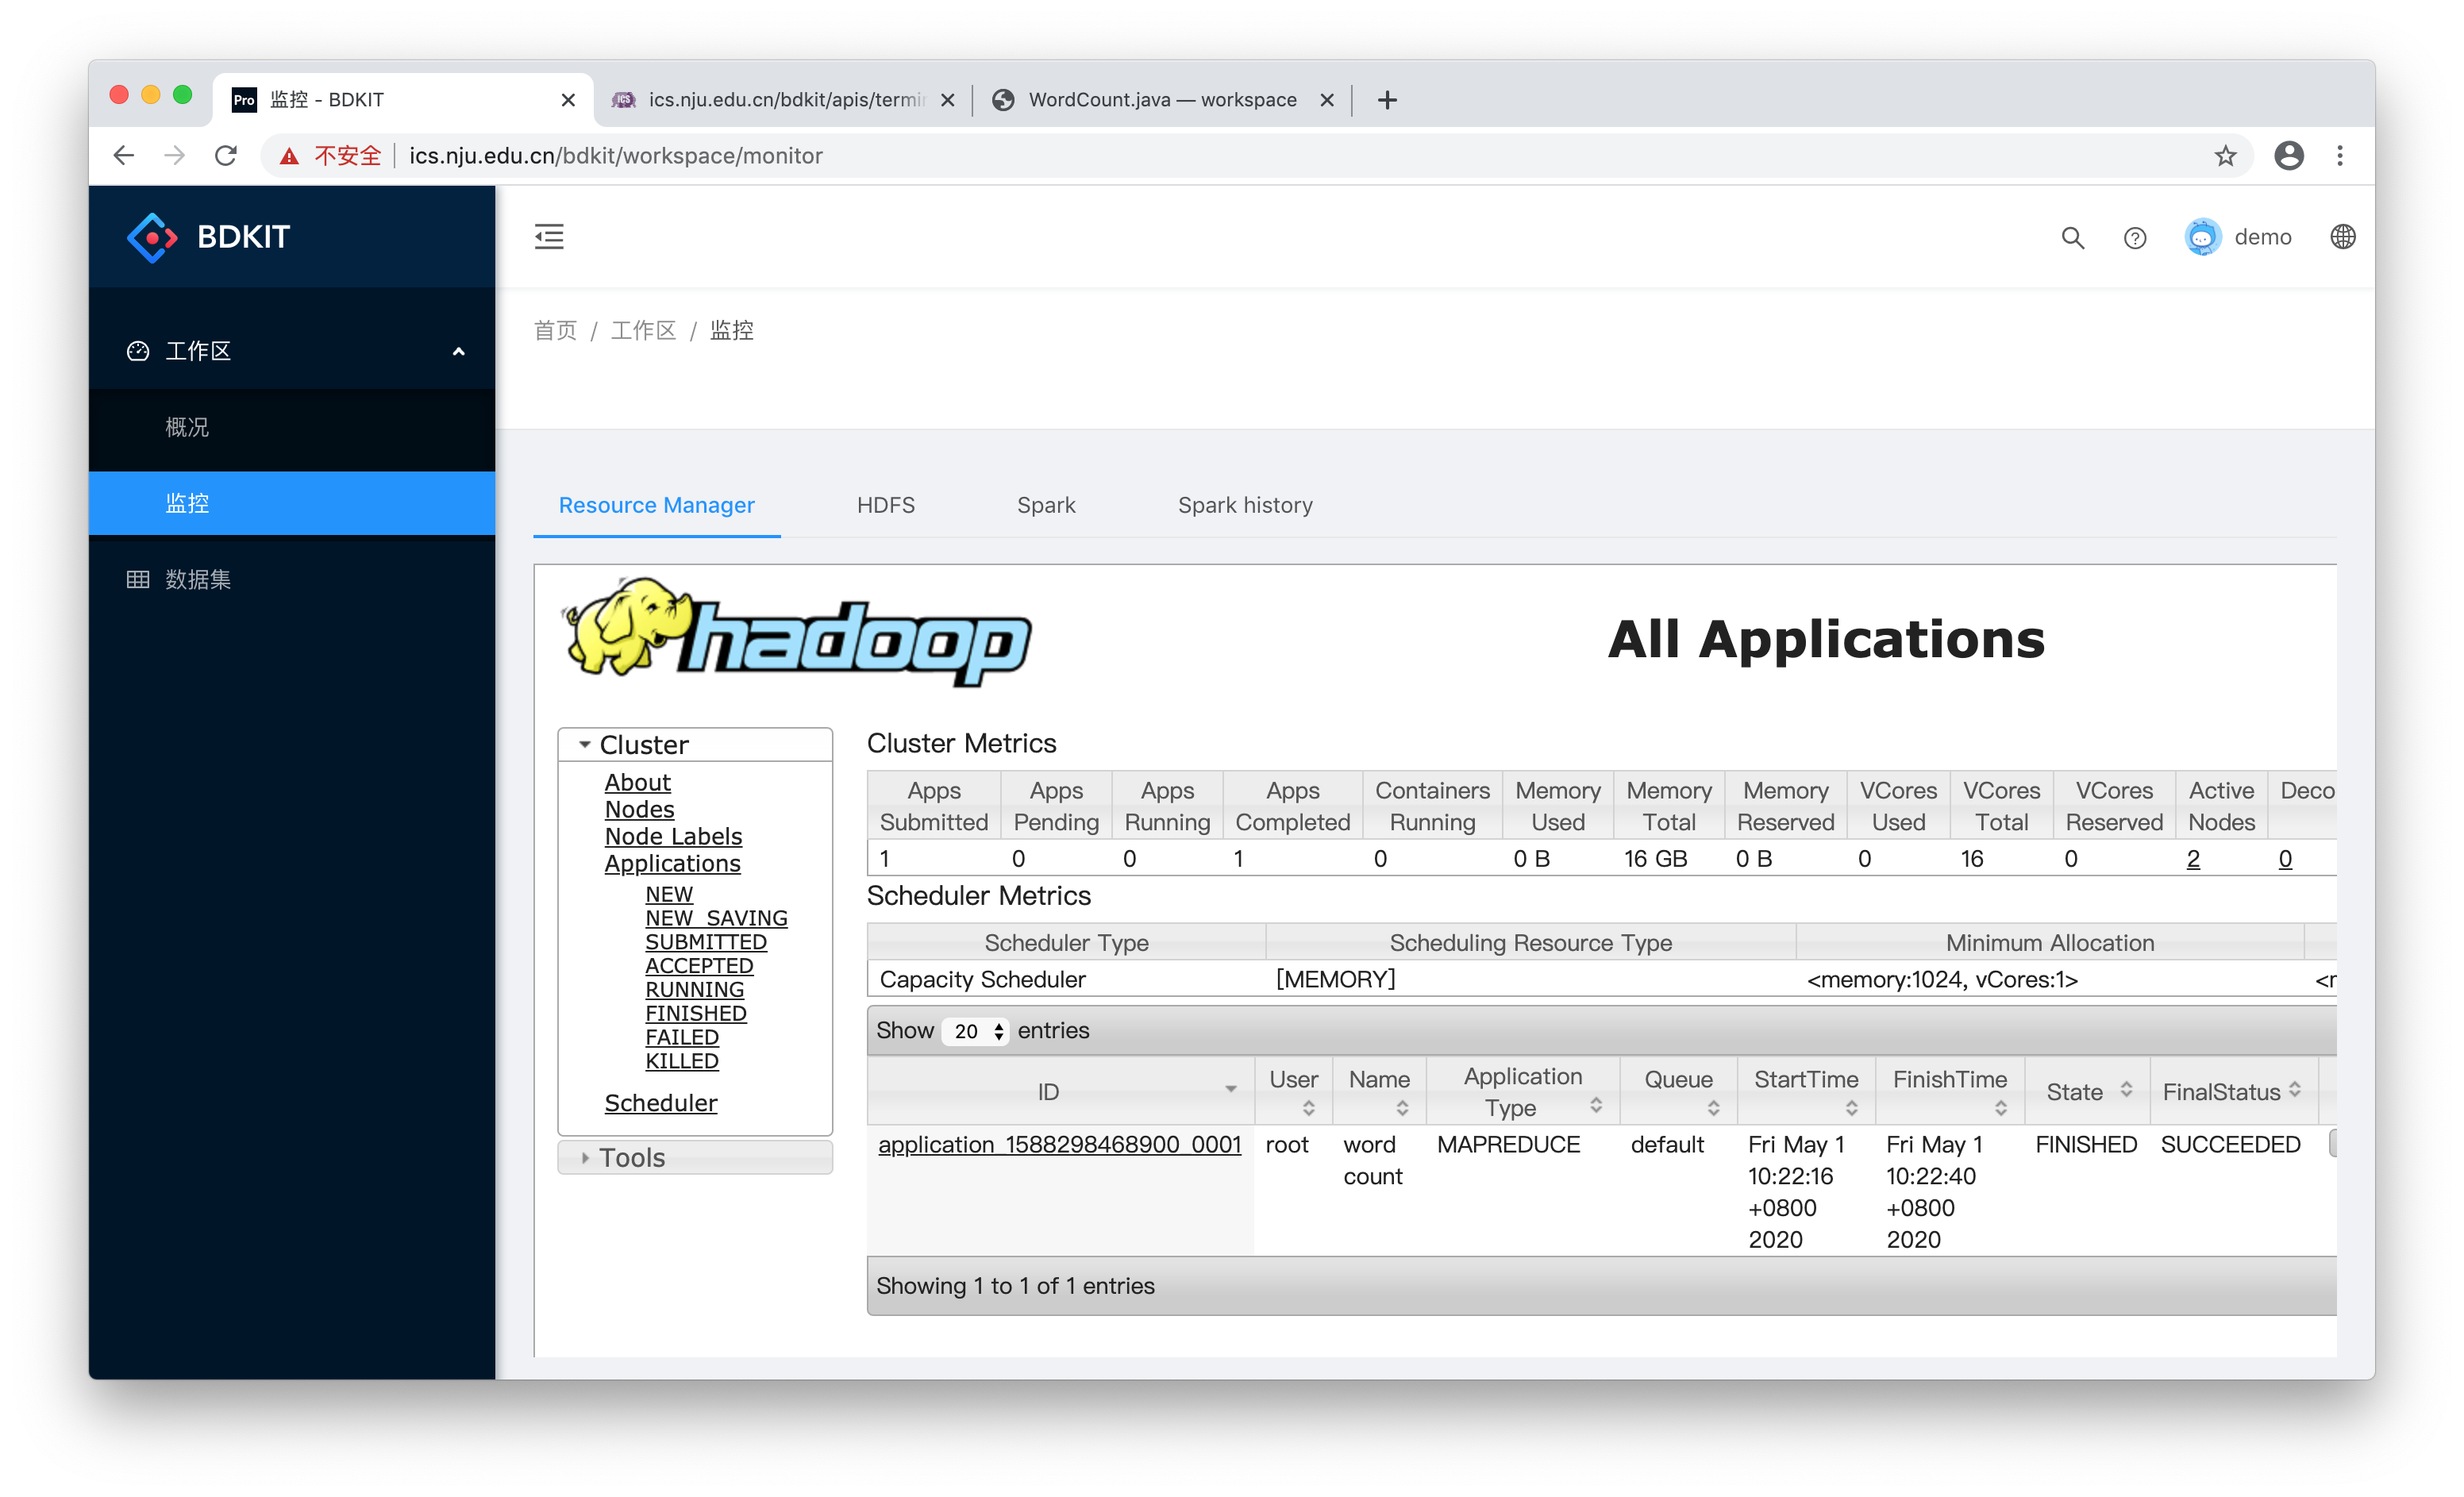 Pro 监控 - BDKIT
ICS ics.nju.edu.cn/bdkit/apis/termi
WordCount.java — workspace
不安全 ics.nju.edu.cn/bdkit/workspace/monitor
BDKIT
demo
工作区
概况
监控
数据集
首页 / 工作区 / 监控
Resource Manager HDFS Spark Spark history
hadoop
All Applications
Cluster
About
Nodes
Node Labels
Applications
NEW
NEW_SAVING
SUBMITTED
ACCEPTED
RUNNING
FINISHED
FAILED
KILLED
Scheduler
Tools
Cluster Metrics
Apps Submitted Apps Pending Apps Running Apps Completed Containers Running Memory Used Memory Total Memory Reserved VCores Used VCores Total VCores Reserved Active Nodes Deco
1 0 0 1 0 0 B 16 GB 0 B 0 16 0 2 0
Scheduler Metrics
Scheduler Type Scheduling Resource Type Minimum Allocation
Capacity Scheduler [MEMORY] <memory:1024, vCores:1>
Show 20 entries
ID User Name Application Type Queue StartTime FinishTime State FinalStatus
application_1588298468900_0001 root word count MAPREDUCE default Fri May 1 10:22:16 +0800 2020 Fri May 1 10:22:40 +0800 2020 FINISHED SUCCEEDED
Showing 1 to 1 of 1 entries